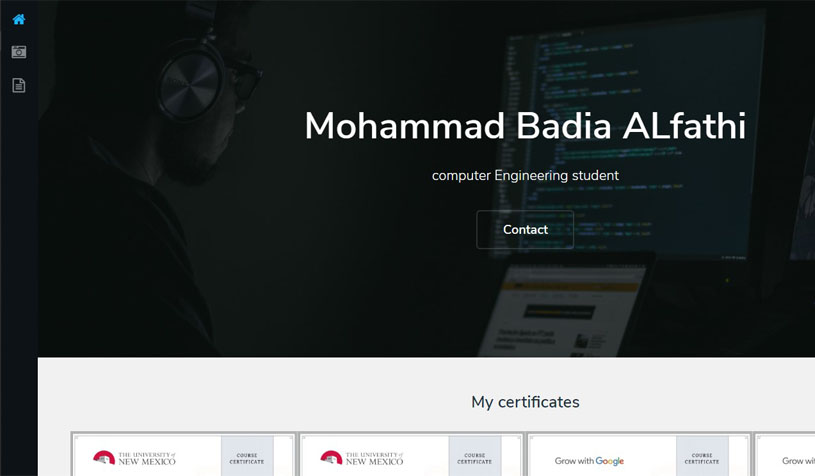 Mohammad Badia ALfathi
computer Engineering student
Contact
My certificates
THE UNIVERSITY of
NEW MEXICO
COURSE
CERTIFICATE
THE UNIVERSITY of
NEW MEXICO
COURSE
CERTIFICATE
Grow with Google
COURSE
CERTIFICATE
Grow with